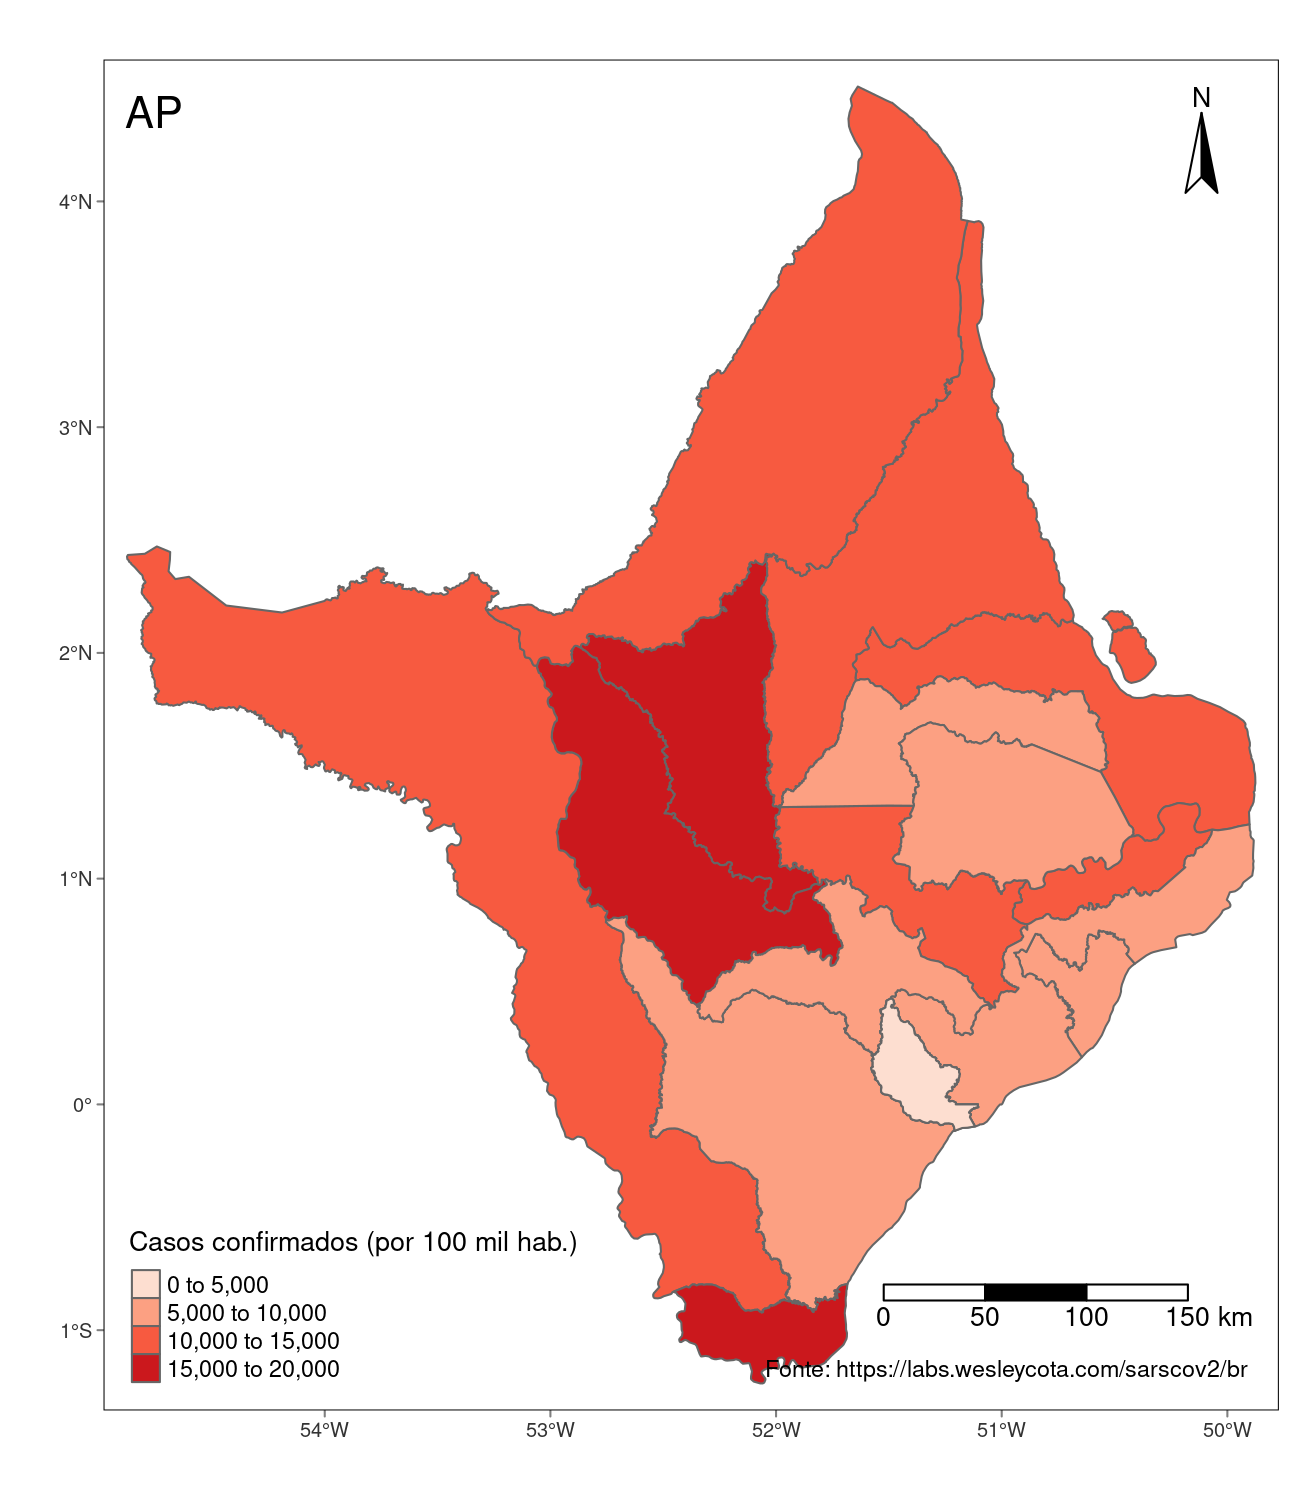 AP
N
4°N
3°N
2°N
1°N
0°
1°S
Casos confirmados (por 100 mil hab.)
0 to 5,000
5,000 to 10,000
10,000 to 15,000
15,000 to 20,000
0 50 100 150 km
Fonte: https://labs.wesleycota.com/sarscov2/br
54°W 53°W 52°W 51°W 50°W